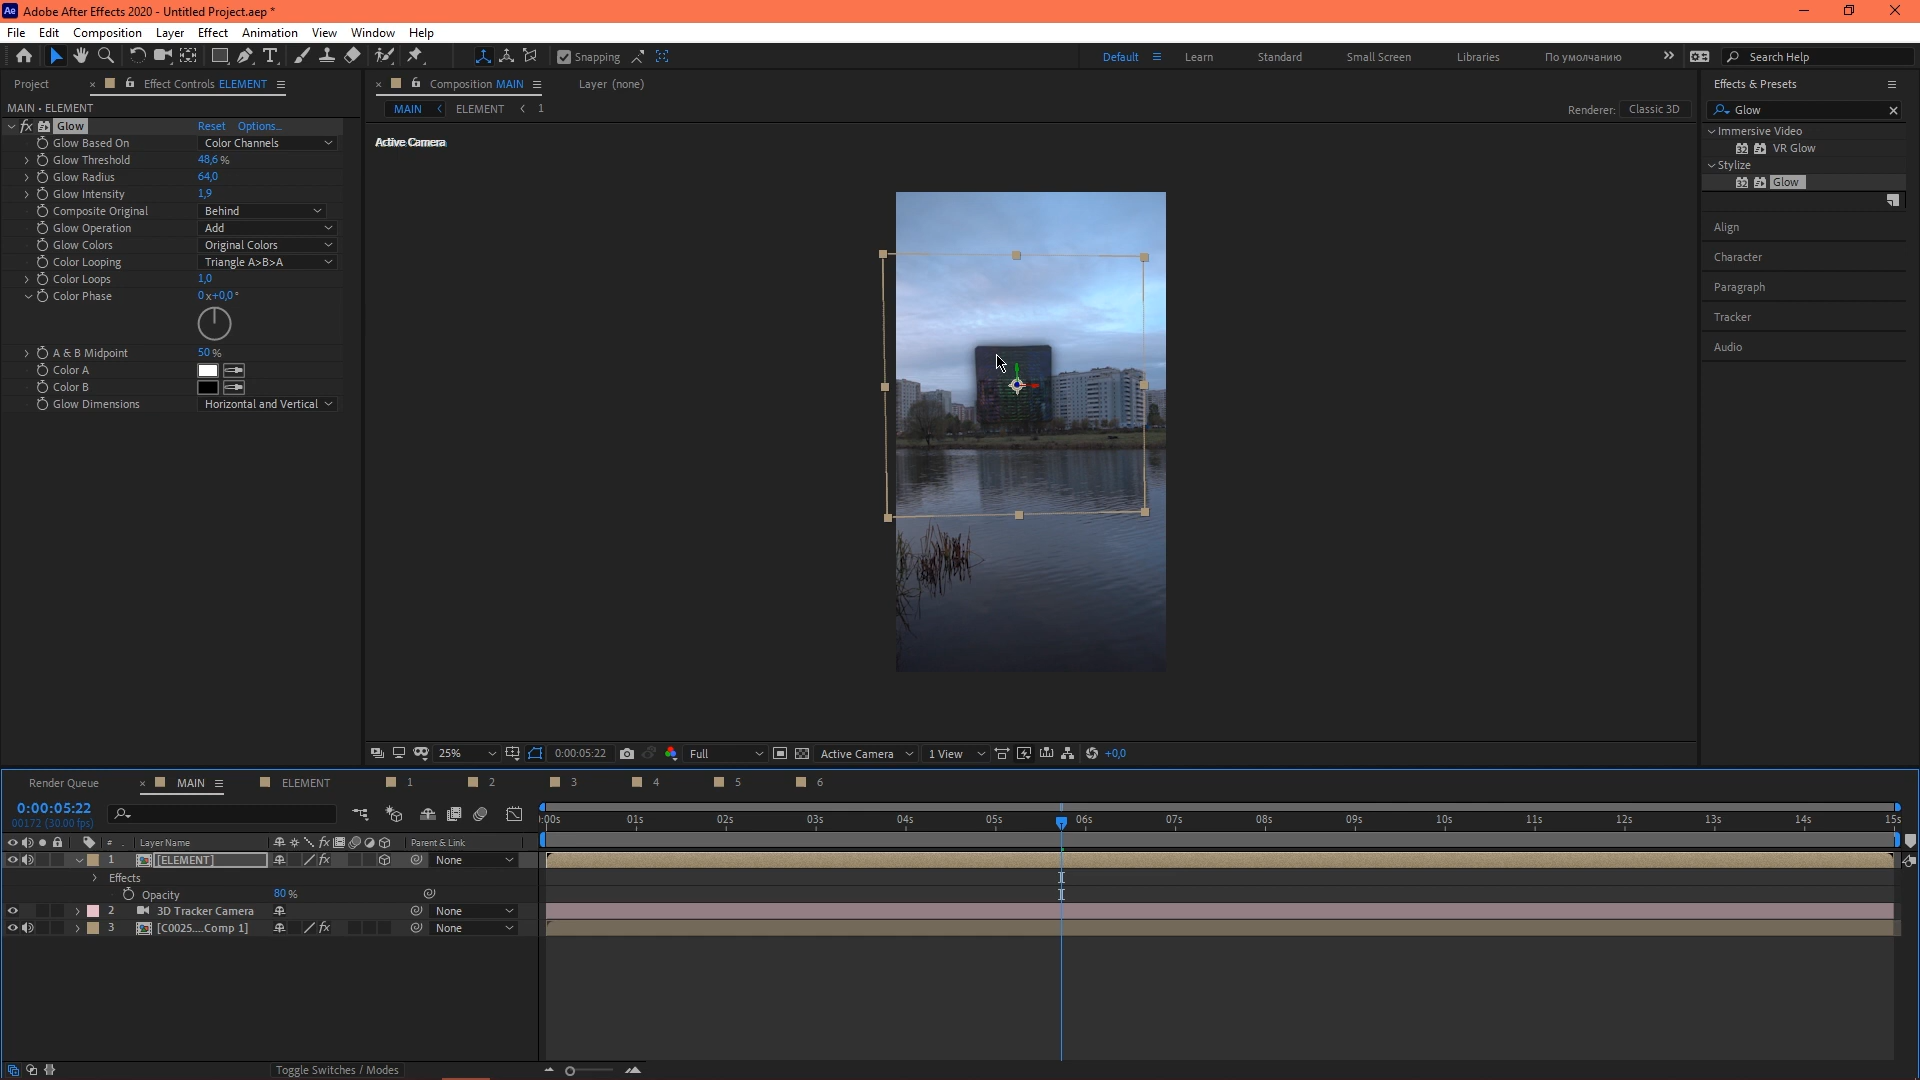 Ae Adobe After Effects 2020 - Untitled Project.aep *
File Edit Composition Layer Effect Animation View Window Help
Snapping Default Learn Standard Small Screen Libraries По умолчанию Search Help
Project Effect Controls ELEMENT
MAIN • ELEMENT
fx Glow Reset Options...
Glow Based On Color Channels
Glow Threshold 48,6 %
Glow Radius 64,0
Glow Intensity 1,9
Composite Original Behind
Glow Operation Add
Glow Colors Original Colors
Color Looping Triangle A>B>A
Color Loops 1,0
Color Phase 0x+0,0°
A & B Midpoint 50 %
Color A
Color B
Glow Dimensions Horizontal and Vertical
Composition MAIN Layer (none)
MAIN ELEMENT 1
Renderer: Classic 3D
Active Camera
25% 0:00:05:22 Full Active Camera 1 View +0,0
Effects & Presets
Glow
Immersive Video
32 VR Glow
Stylize
32 Glow
Align
Character
Paragraph
Tracker
Audio
Render Queue MAIN ELEMENT 1 2 3 4 5 6
0:00:05:22
00172 (30.00 fps)
:00s 01s 02s 03s 04s 05s 06s 07s 08s 09s 10s 11s 12s 13s 14s 15s
# Layer Name fx Parent & Link
1 [ELEMENT] fx None
Effects
Opacity 80 %
2 3D Tracker Camera None
3 [C0025....Comp 1] fx None
Toggle Switches / Modes